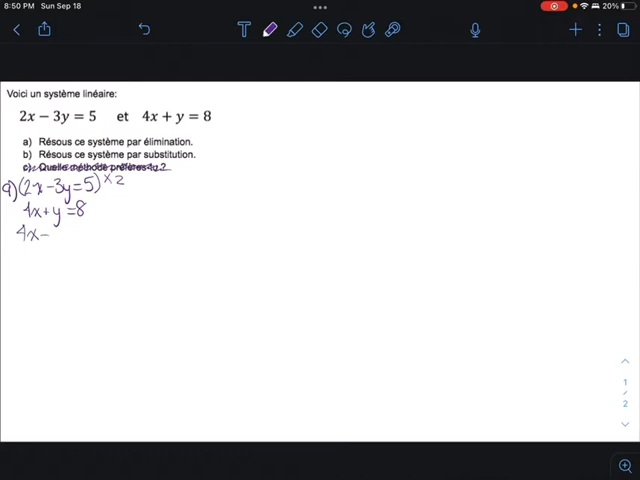 8:50 PM Sun Sep 18
20%
Voici un système linéaire:
2x − 3y = 5 et 4x + y = 8
a) Résous ce système par élimination.
b) Résous ce système par substitution.
c) Quelle méthode préfères-tu?
a) (2x-3y=5) x 2
4x+y=8
4x-
1
/
2